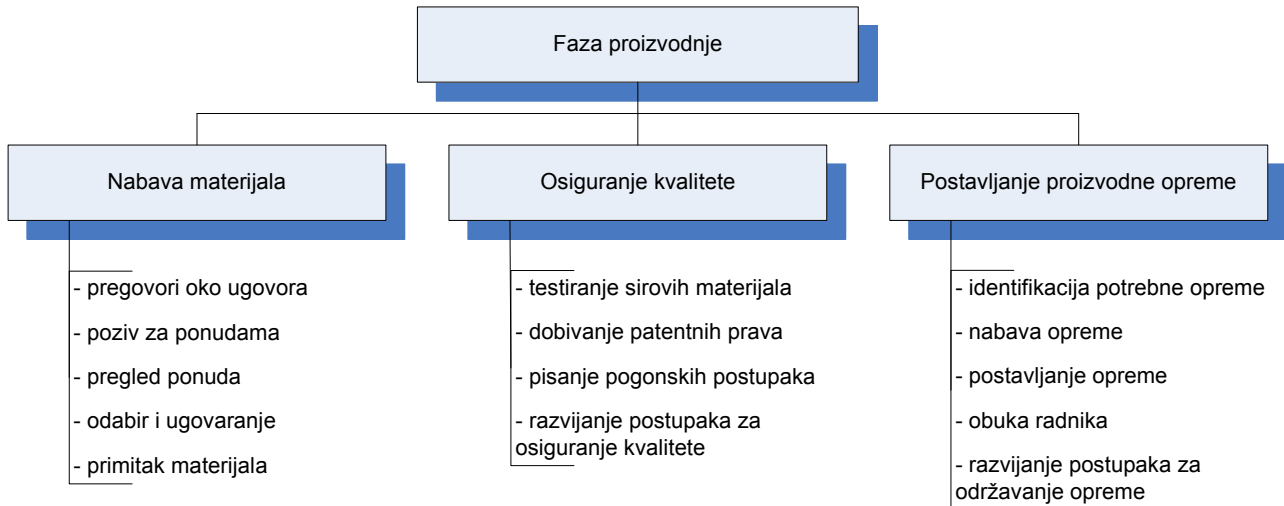 Faza proizvodnje
Nabava materijala
- pregovori oko ugovora
- poziv za ponudama
- pregled ponuda
- odabir i ugovaranje
- primitak materijala
Osiguranje kvalitete
- testiranje sirovih materijala
- dobivanje patentnih prava
- pisanje pogonskih postupaka
- razvijanje postupaka za
osiguranje kvalitete
Postavljanje proizvodne opreme
- identifikacija potrebne opreme
- nabava opreme
- postavljanje opreme
- obuka radnika
- razvijanje postupaka za
održavanje opreme